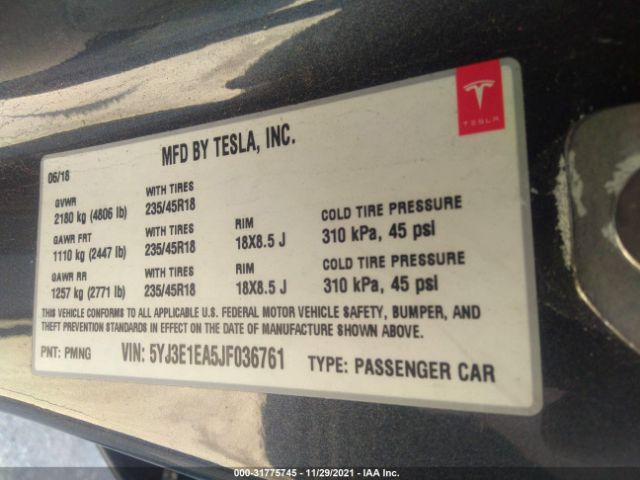 TESLA
MFD BY TESLA, INC.
06/18
GVWR WITH TIRES
2180 kg (4806 lb) 235/45R18
GAWR FRT WITH TIRES RIM COLD TIRE PRESSURE
1110 kg (2447 lb) 235/45R18 18X8.5 J 310 kPa, 45 psi
GAWR RR WITH TIRES RIM COLD TIRE PRESSURE
1257 kg (2771 lb) 235/45R18 18X8.5 J 310 kPa, 45 psi
THIS VEHICLE CONFORMS TO ALL APPLICABLE U.S. FEDERAL MOTOR VEHICLE SAFETY, BUMPER, AND
THEFT PREVENTION STANDARDS IN EFFECT ON THE DATE OF MANUFACTURE SHOWN ABOVE.
PNT: PMNG VIN: 5YJ3E1EA5JF036761 TYPE: PASSENGER CAR
000-31775745 - 11/29/2021 - IAA Inc.